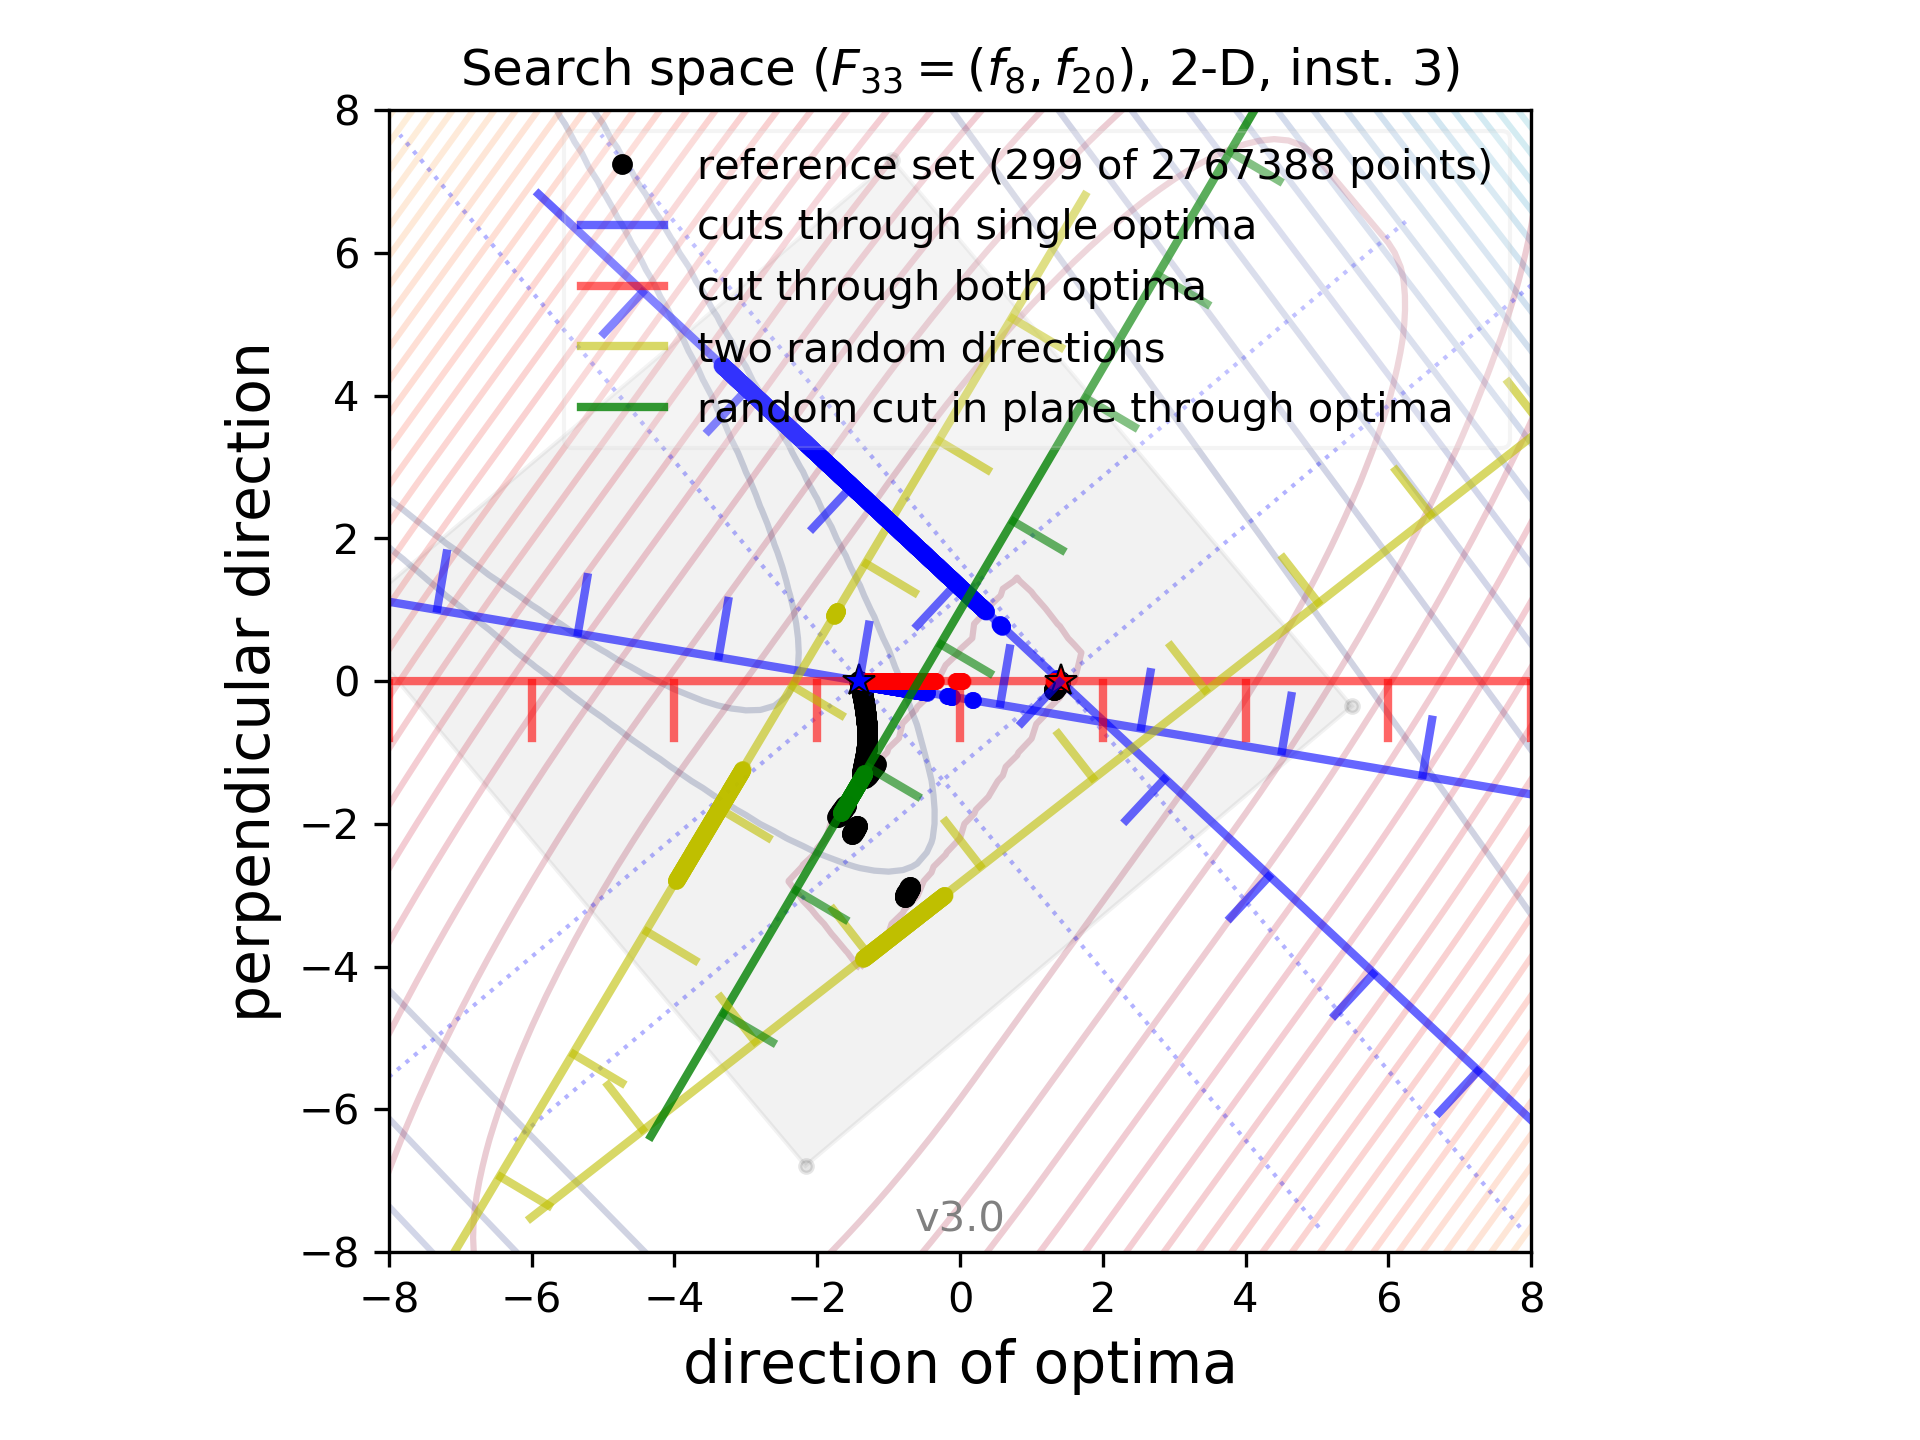 Search space (F₃₃ = (f₈, f₂₀), 2-D, inst. 3)
reference set (299 of 2767388 points)
cuts through single optima
cut through both optima
two random directions
random cut in plane through optima
8
6
4
2
0
−2
−4
−6
−8
perpendicular direction
v3.0
−8 −6 −4 −2 0 2 4 6 8
direction of optima